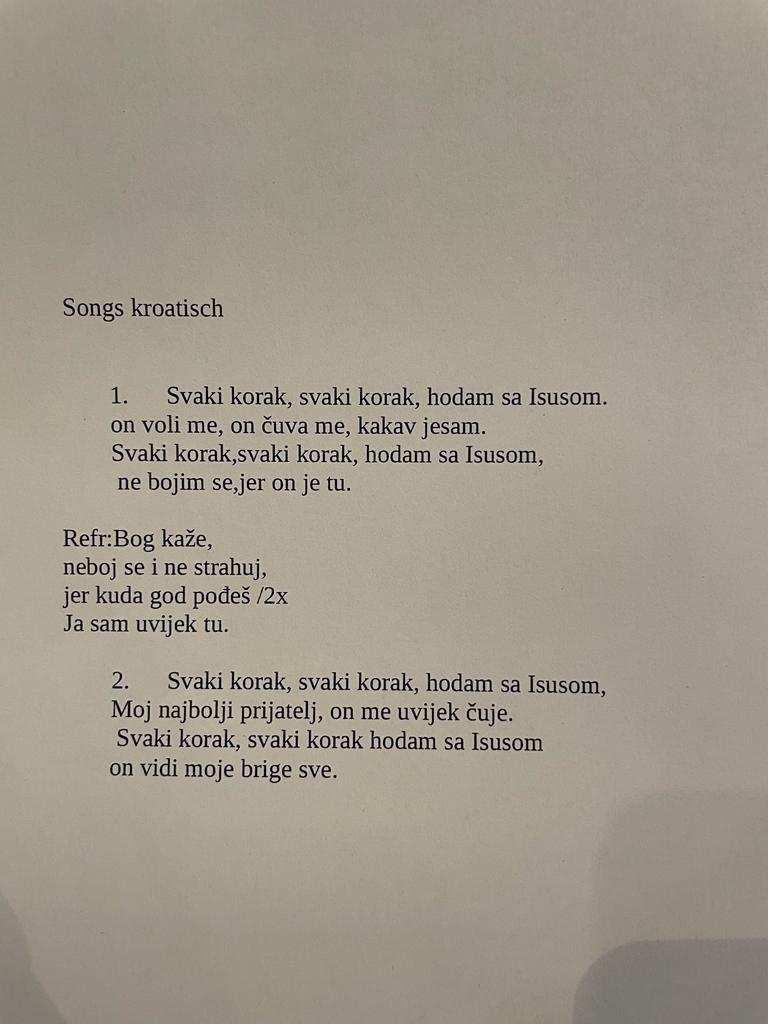 Songs kroatisch
1. Svaki korak, svaki korak, hodam sa Isusom.
on voli me, on čuva me, kakav jesam.
Svaki korak,svaki korak, hodam sa Isusom,
ne bojim se,jer on je tu.
Refr:Bog kaže,
neboj se i ne strahuj,
jer kuda god pođeš /2x
Ja sam uvijek tu.
2. Svaki korak, svaki korak, hodam sa Isusom,
Moj najbolji prijatelj, on me uvijek čuje.
Svaki korak, svaki korak hodam sa Isusom
on vidi moje brige sve.